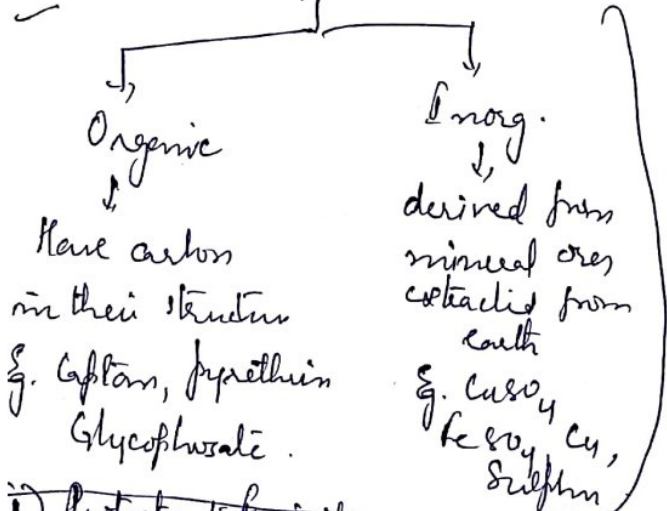 Organic
Have carbon
in their structure
Eg. Captan, pyrethrin
Glycophosate.
Inorg.
derived from
mineral ores
extracted from
earth
Eg. CuSO4
FeSO4, Cu,
Sulphur